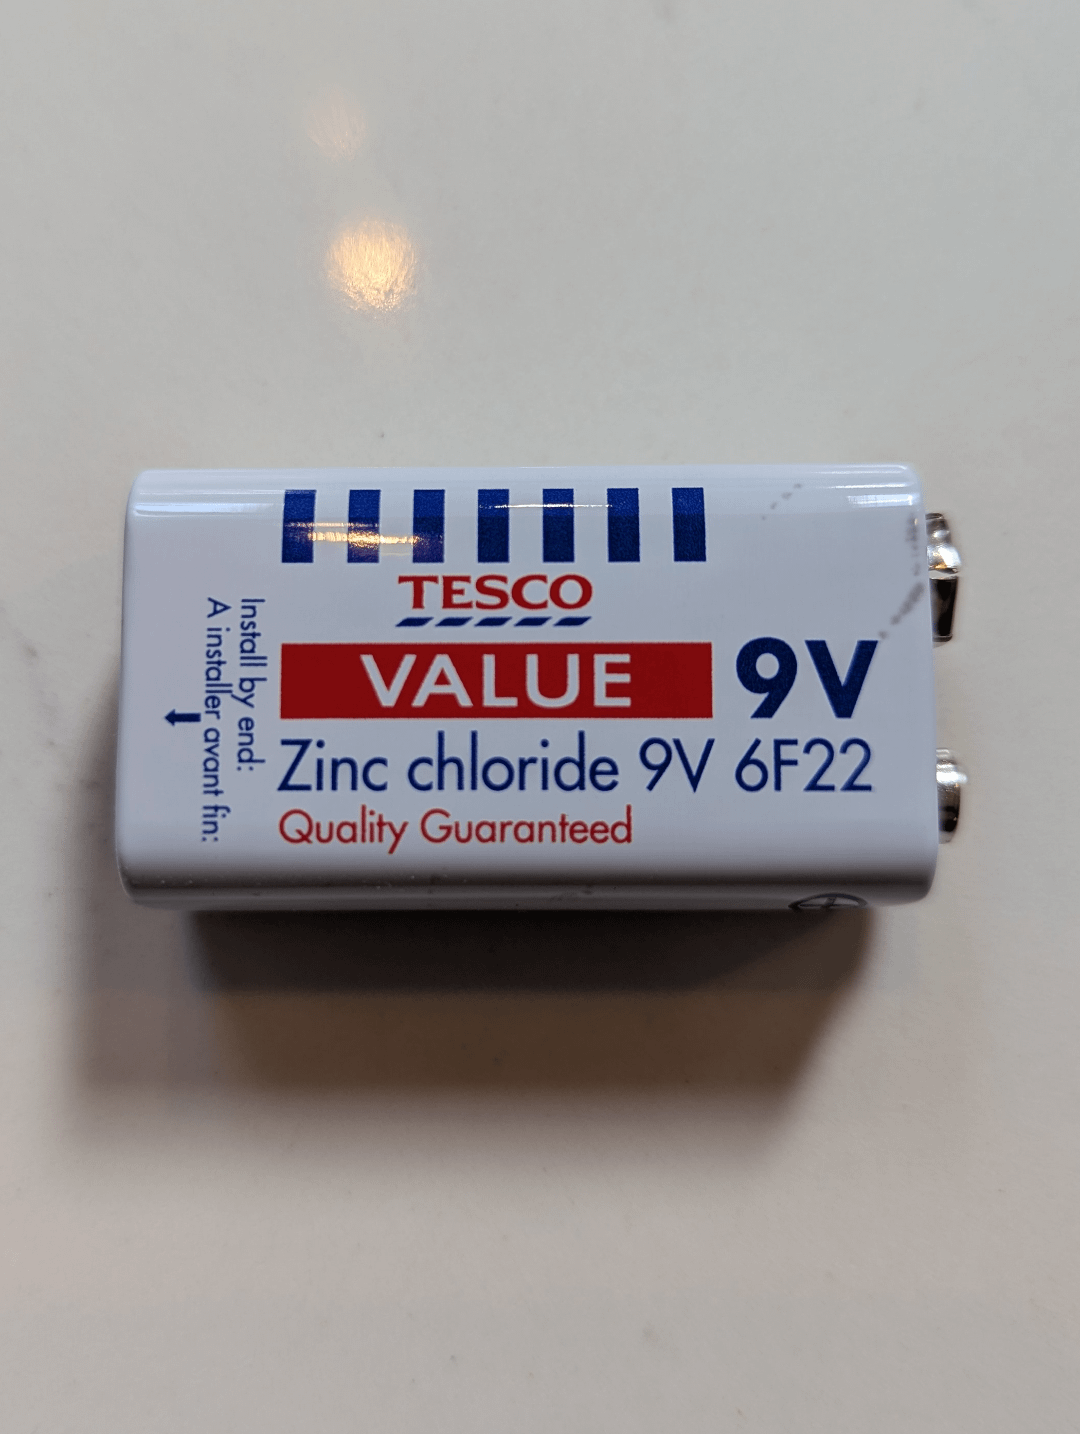 TESCO
VALUE
9V
Zinc chloride 9V 6F22
Quality Guaranteed
Install by end:
A installer avant fin: